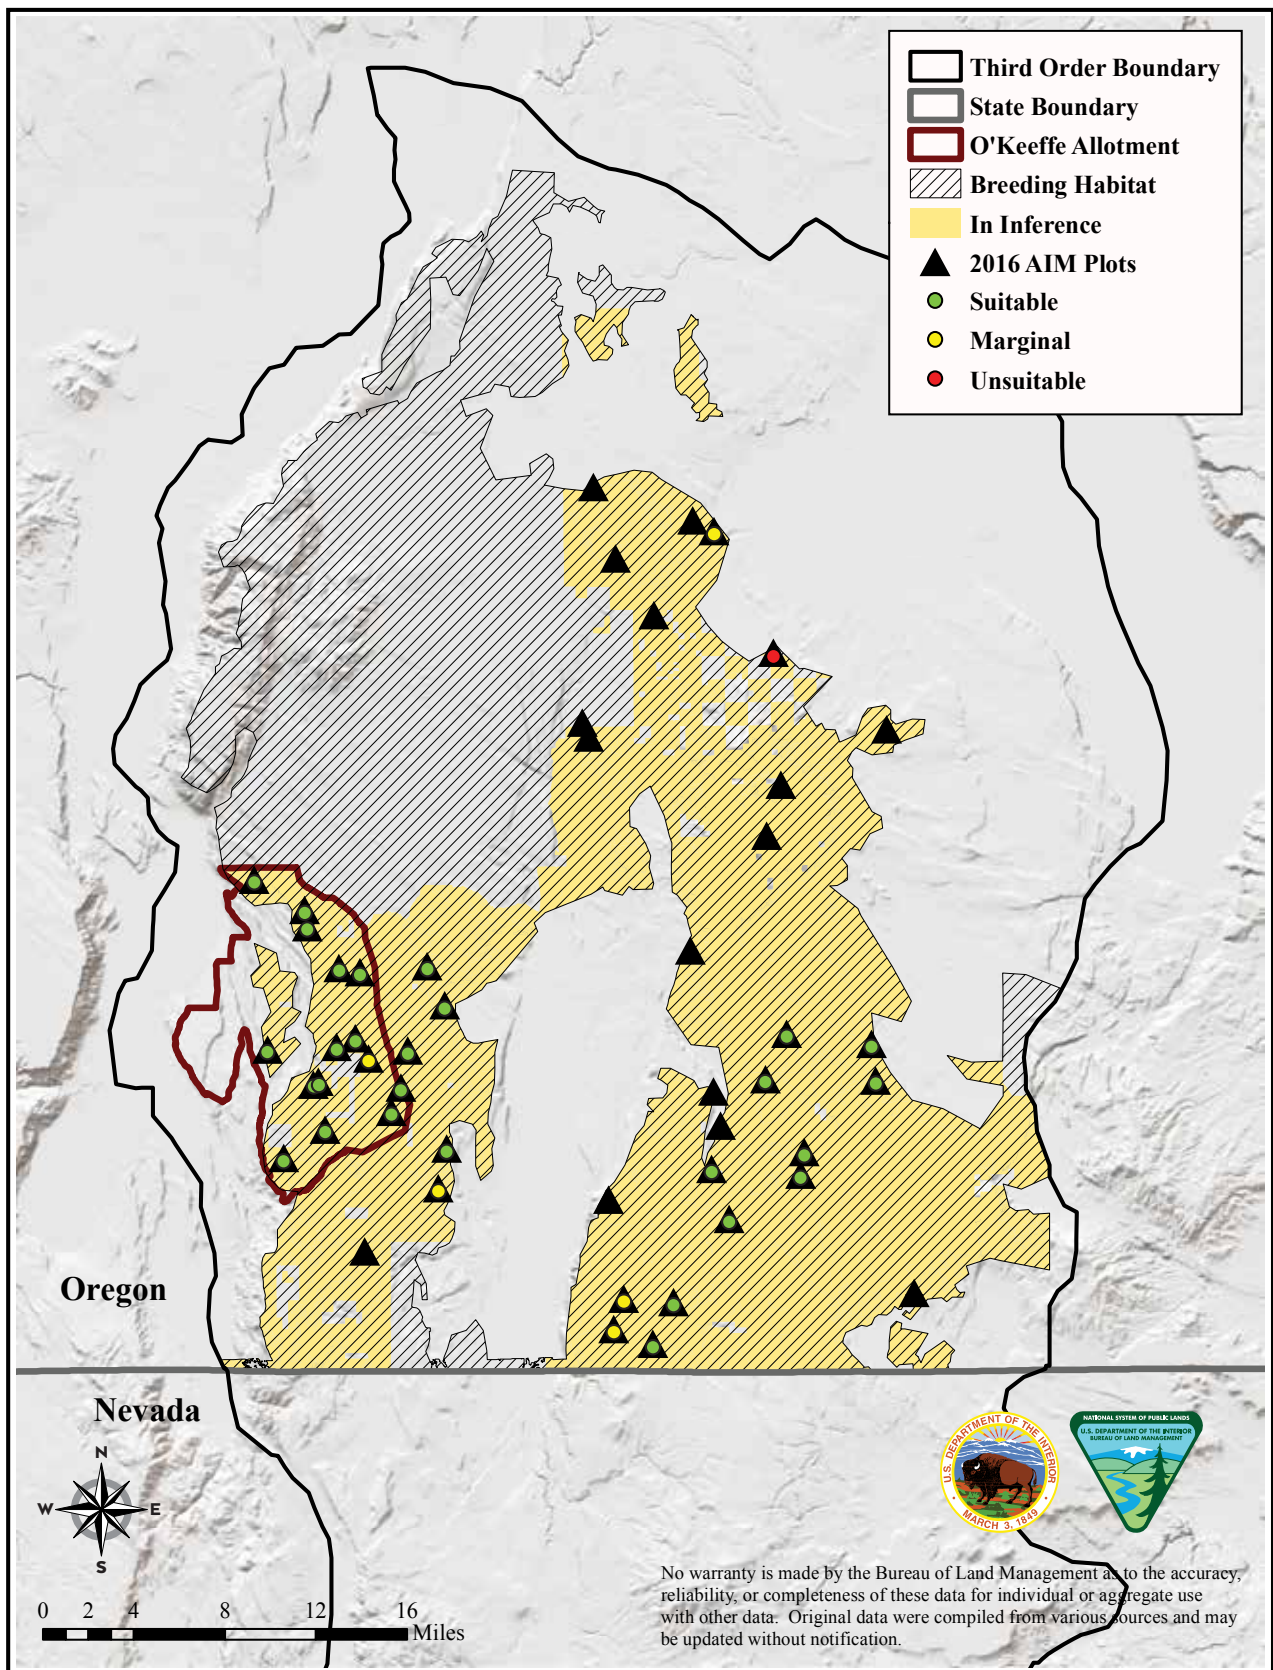 Third Order Boundary
State Boundary
O'Keeffe Allotment
Breeding Habitat
In Inference
2016 AIM Plots
Suitable
Marginal
Unsuitable
Oregon
Nevada
N
W
E
S
0 2 4 8 12 16
Miles
U.S. DEPARTMENT OF THE INTERIOR
MARCH 3, 1849
NATIONAL SYSTEM OF PUBLIC LANDS
U.S. DEPARTMENT OF THE INTERIOR
BUREAU OF LAND MANAGEMENT
No warranty is made by the Bureau of Land Management as to the accuracy,
reliability, or completeness of these data for individual or aggregate use
with other data. Original data were compiled from various sources and may
be updated without notification.